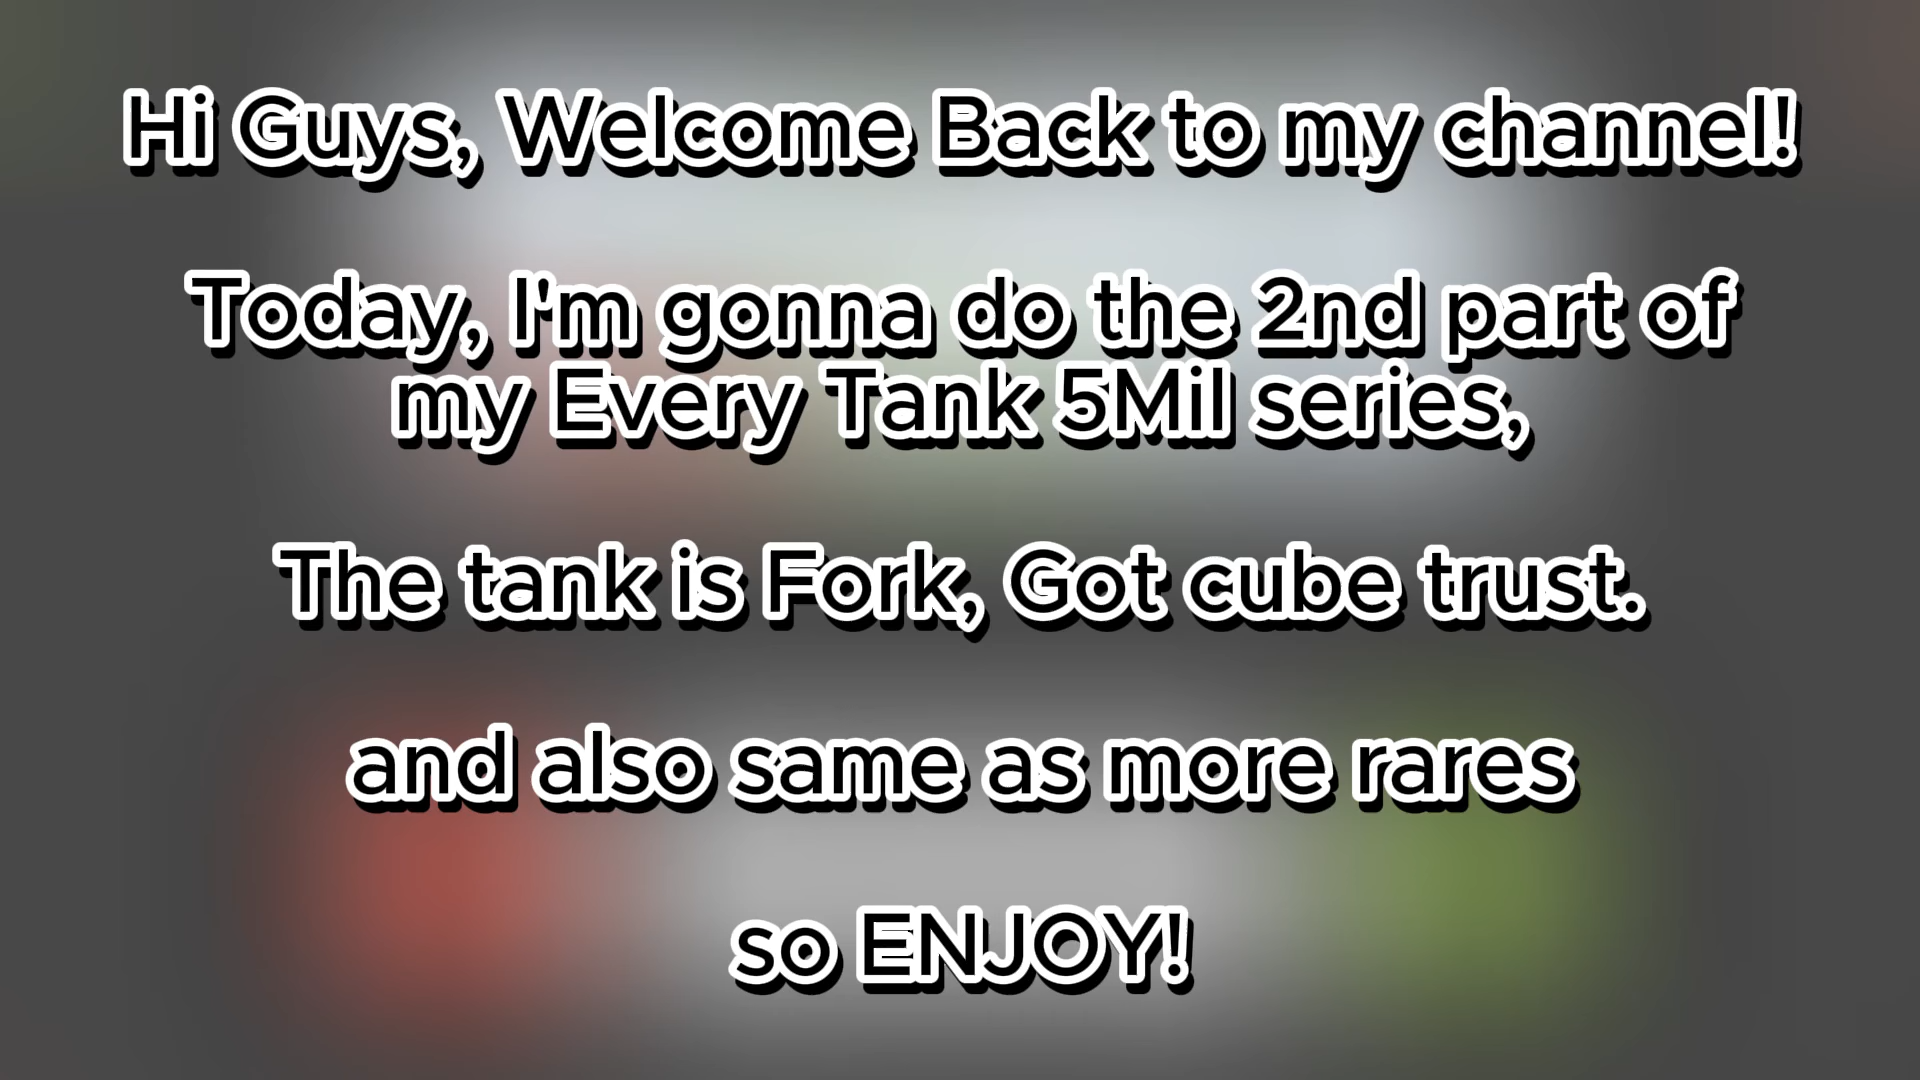 Hi Guys, Welcome Back to my channel!
Today, I'm gonna do the 2nd part of
my Every Tank 5Mil series,
The tank is Fork, Got cube trust.
and also same as more rares
so ENJOY!